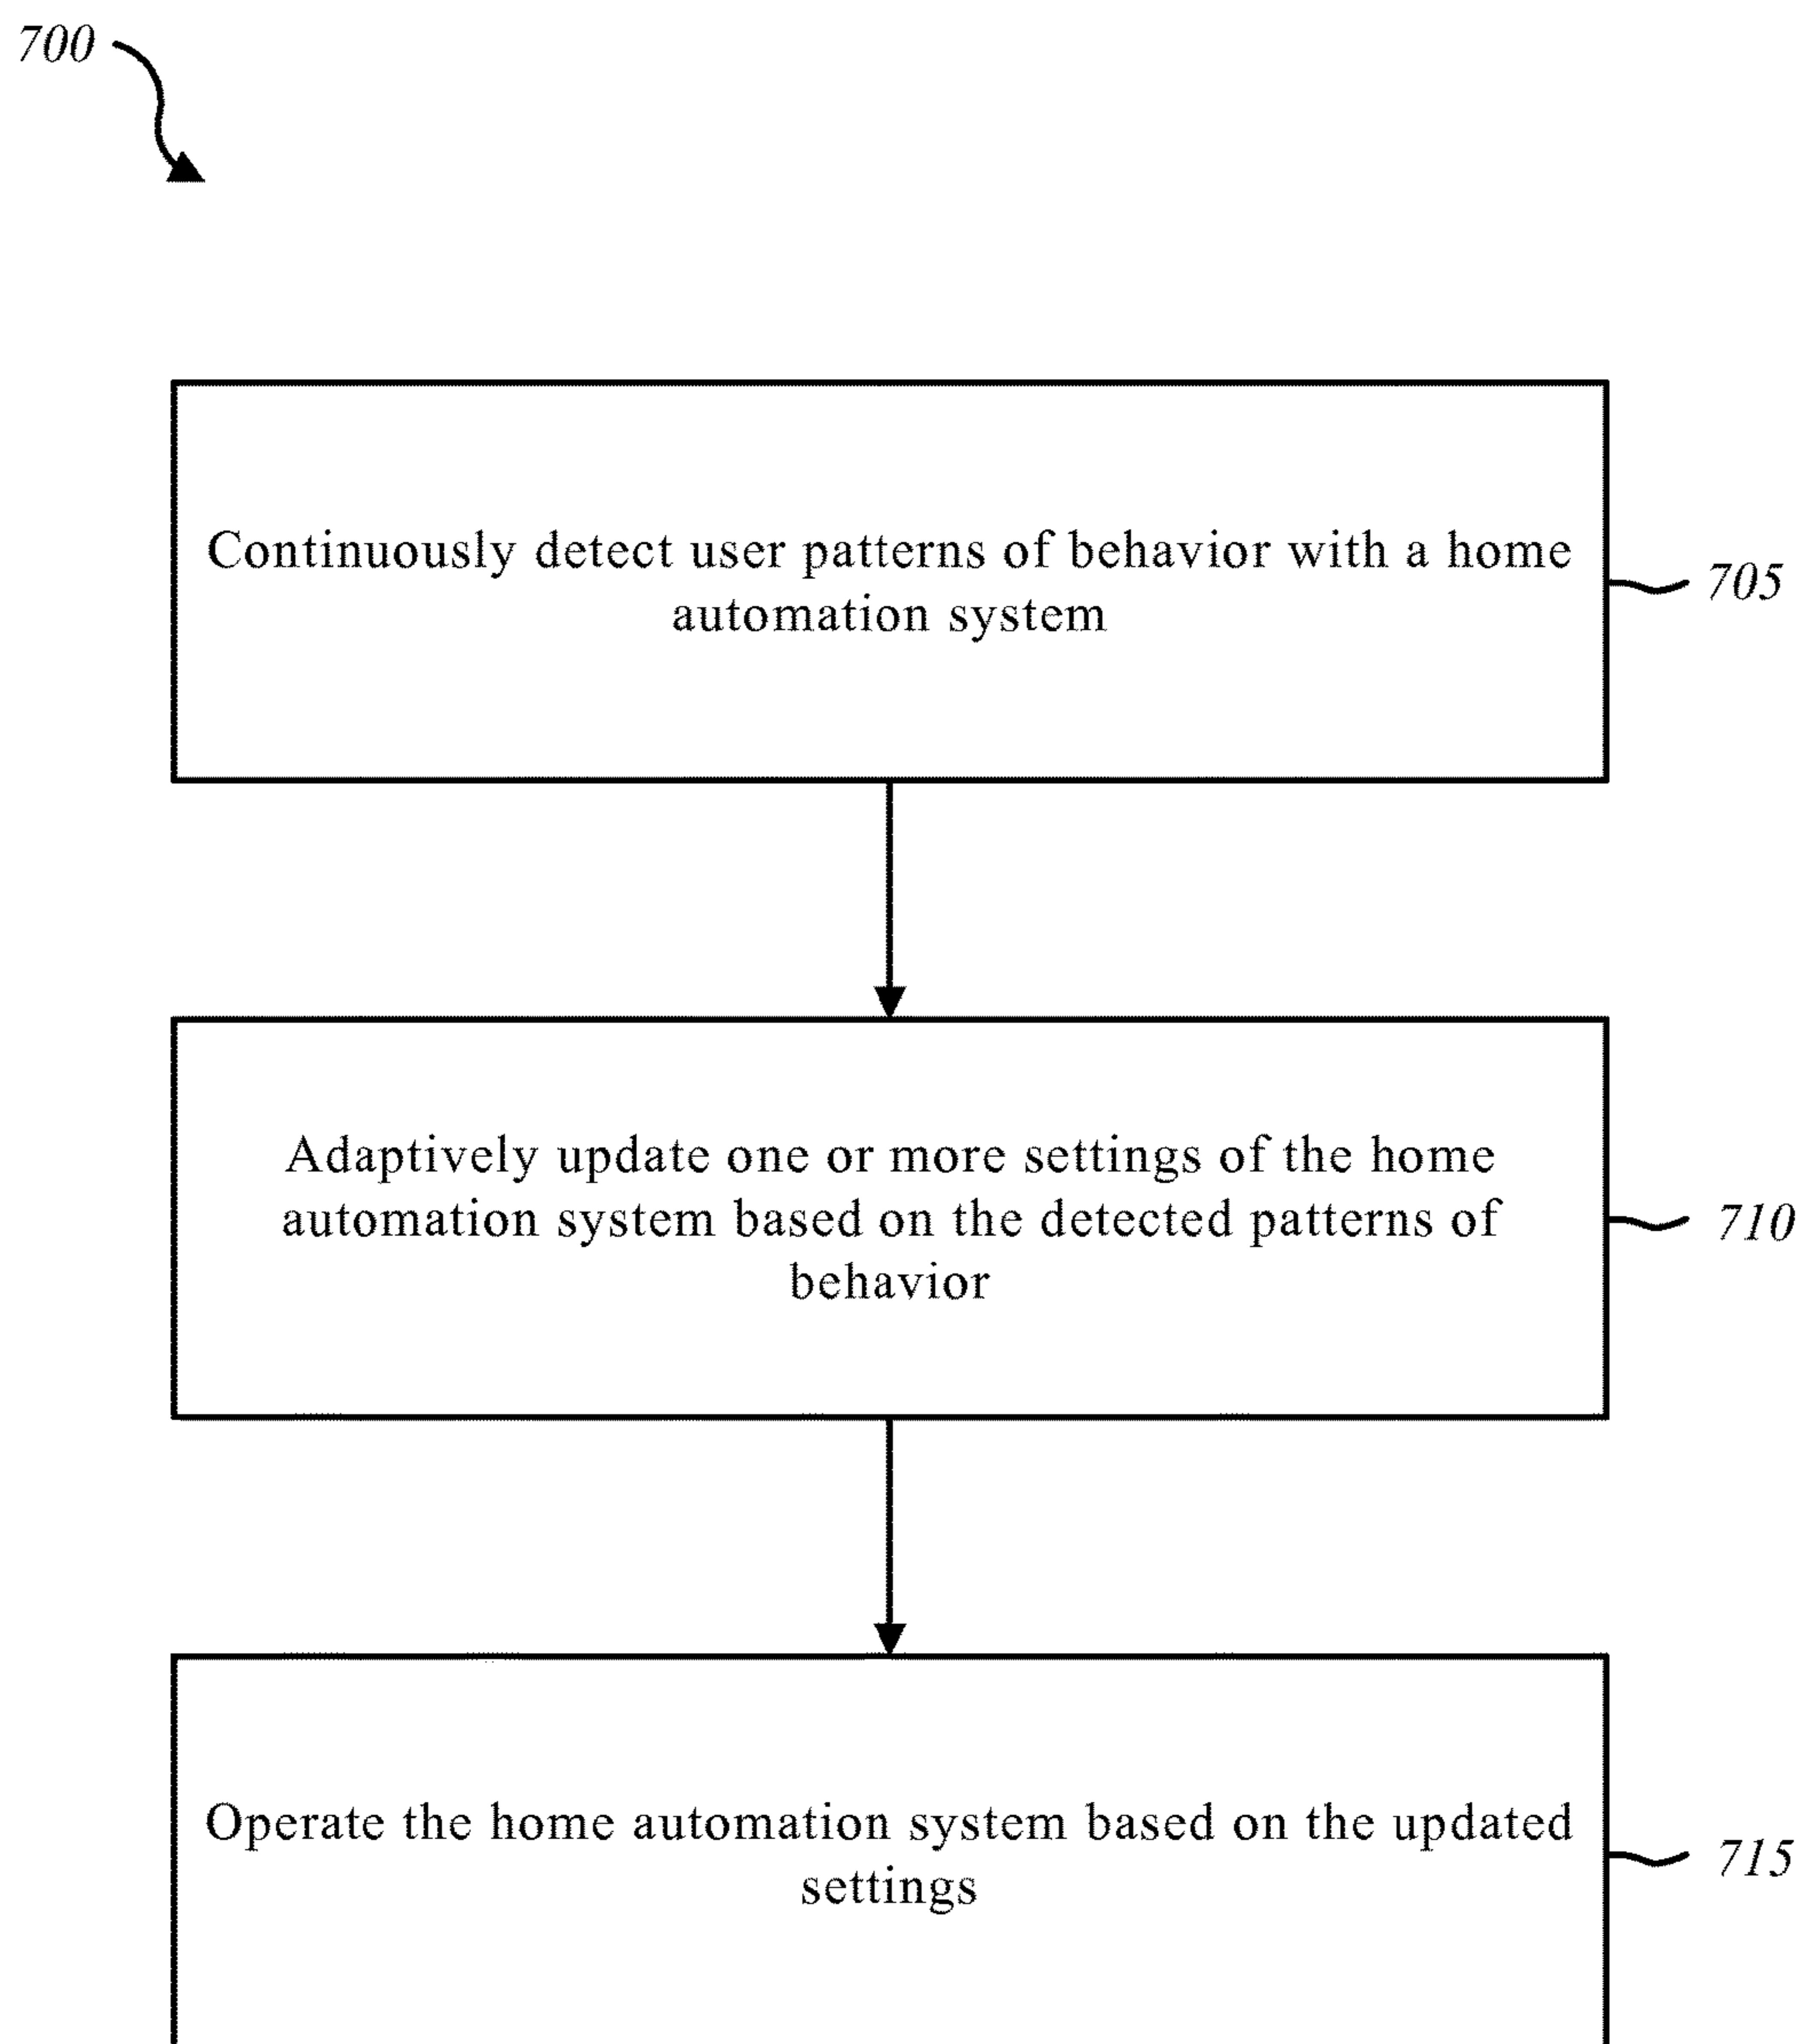 700
Continuously detect user patterns of behavior with a home
automation system
705
Adaptively update one or more settings of the home
automation system based on the detected patterns of
behavior
710
Operate the home automation system based on the updated
settings
715